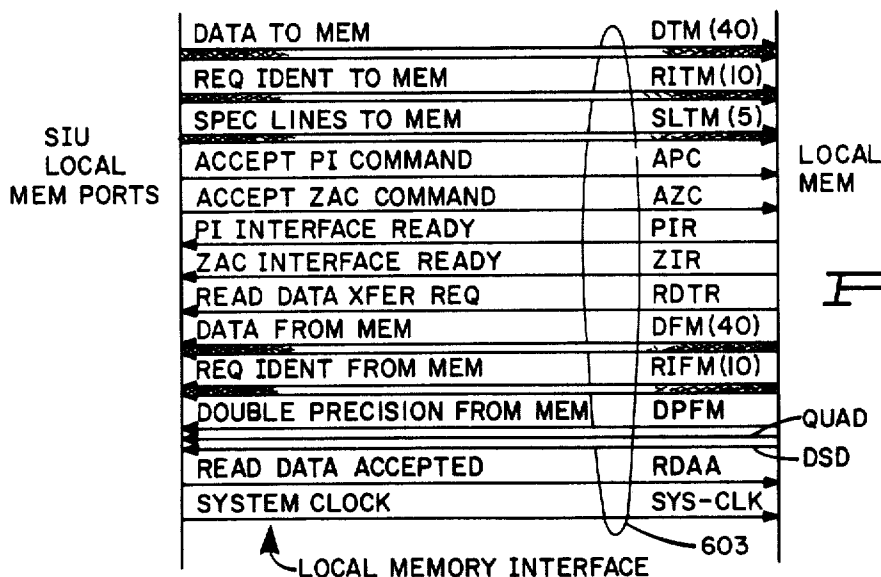 DATA TO MEM DTM (40)
REQ IDENT TO MEM RITM (10)
SPEC LINES TO MEM SLTM (5)
SIU
LOCAL
MEM PORTS
ACCEPT PI COMMAND APC
LOCAL
MEM
ACCEPT ZAC COMMAND AZC
PI INTERFACE READY PIR
ZAC INTERFACE READY ZIR
READ DATA XFER REQ RDTR
F
DATA FROM MEM DFM (40)
REQ IDENT FROM MEM RIFM (10)
DOUBLE PRECISION FROM MEM DPFM
QUAD
DSD
READ DATA ACCEPTED RDAA
SYSTEM CLOCK SYS-CLK
603
LOCAL MEMORY INTERFACE